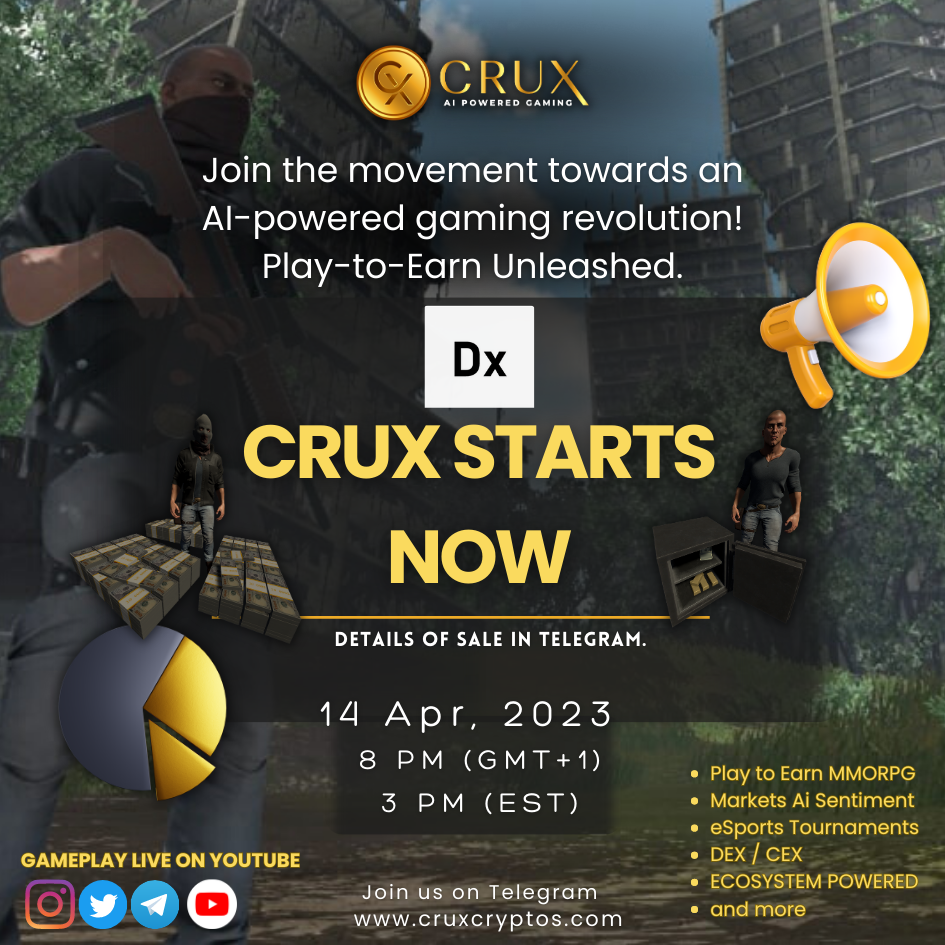 CRUX
AI POWERED GAMING
Join the movement towards an
AI-powered gaming revolution!
Play-to-Earn Unleashed.
Dx
CRUX STARTS
NOW
DETAILS OF SALE IN TELEGRAM.
14 Apr, 2023
8 PM (GMT+1)
3 PM (EST)
• Play to Earn MMORPG
• Markets Ai Sentiment
• eSports Tournaments
• DEX / CEX
• ECOSYSTEM POWERED
• and more
GAMEPLAY LIVE ON YOUTUBE
Join us on Telegram
www.cruxcryptos.com